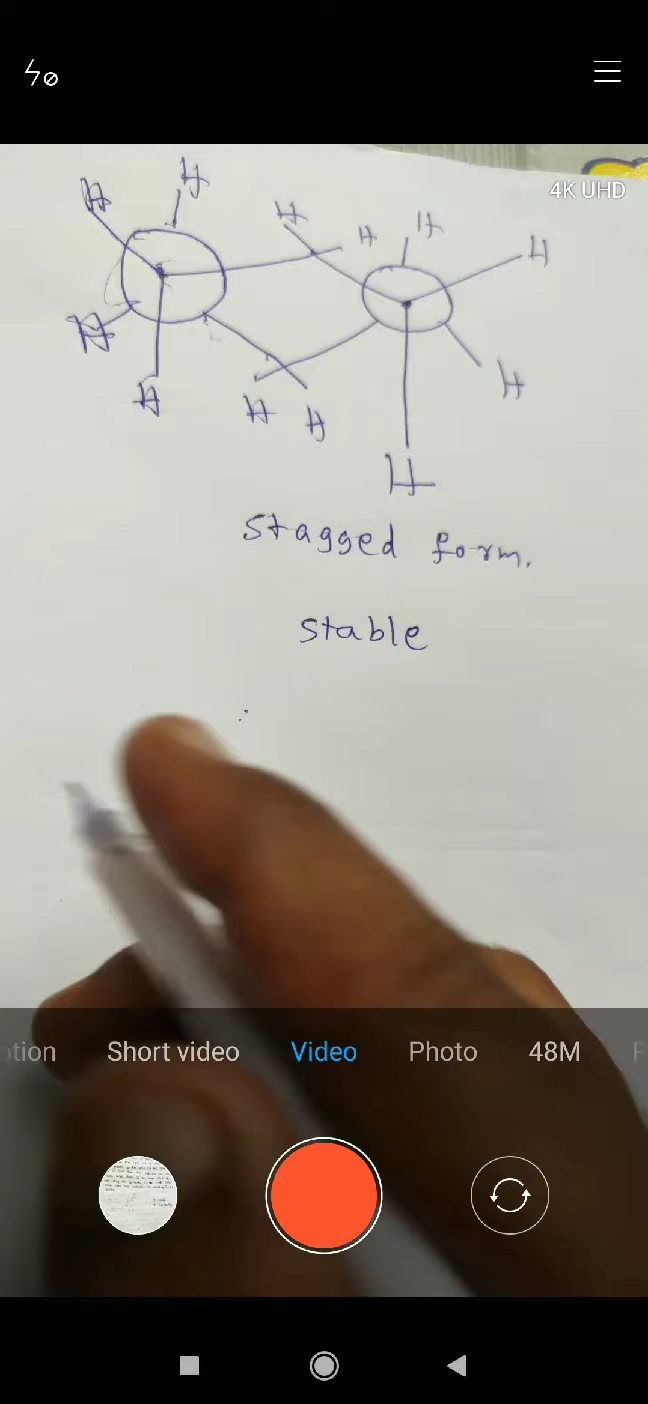 4K UHD
H H H H H H
H H
H H H H
H
stagged form.
stable
Short video Video Photo 48M